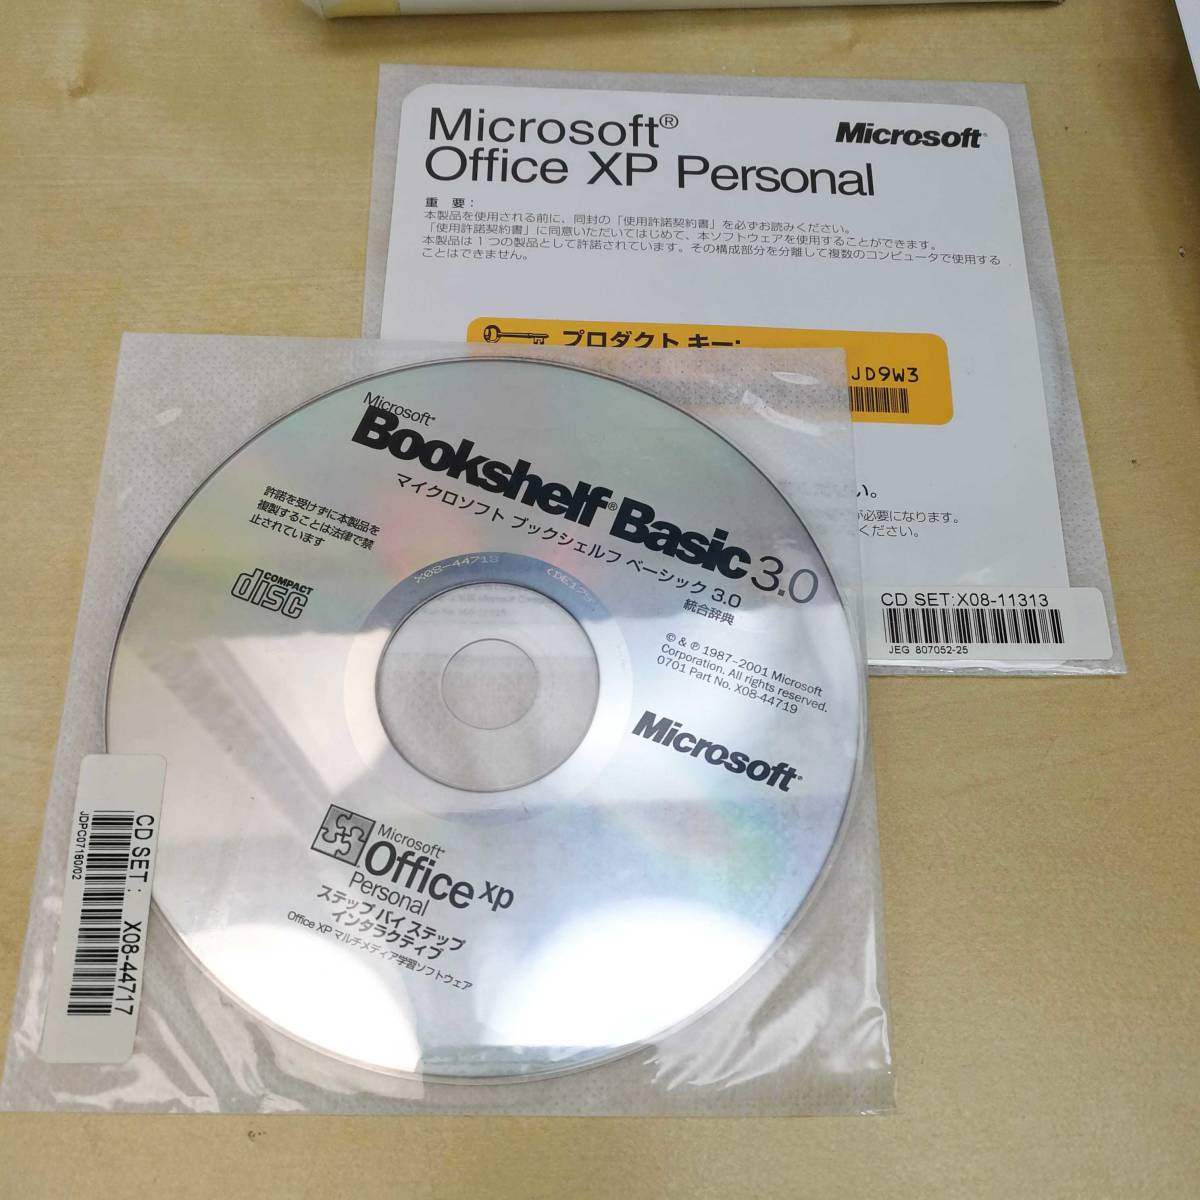 Microsoft®
Office XP Personal
Microsoft®
重 要：
本製品を使用される前に、同封の「使用許諾契約書」を必ずお読みください。
「使用許諾契約書」に同意いただいてはじめて、本ソフトウェアを使用することができます。
本製品は１つの製品として許諾されています。その構成部分を分離して複数のコンピュータで使用する
ことはできません。
プロダクト キー:
JD9W3
い。
が必要になります。
ください。
CD SET:X08-11313
JEG 807052-25
Microsoft®
Bookshelf® Basic 3.0
マイクロソフト ブックシェルフ ベーシック 3.0
統合辞典
許諾を受けずに本製品を
複製することは法律で禁
止されています
COMPACT
disc
X08-44718
© & ℗ 1987–2001 Microsoft
Corporation. All rights reserved.
0701 Part No. X08-44719
Microsoft®
Microsoft®
Office xp
Personal
ステップ バイ ステップ
インタラクティブ
Office XP マルチメディア学習ソフトウェア
CD SET: X08-44717
JDPC07180/02